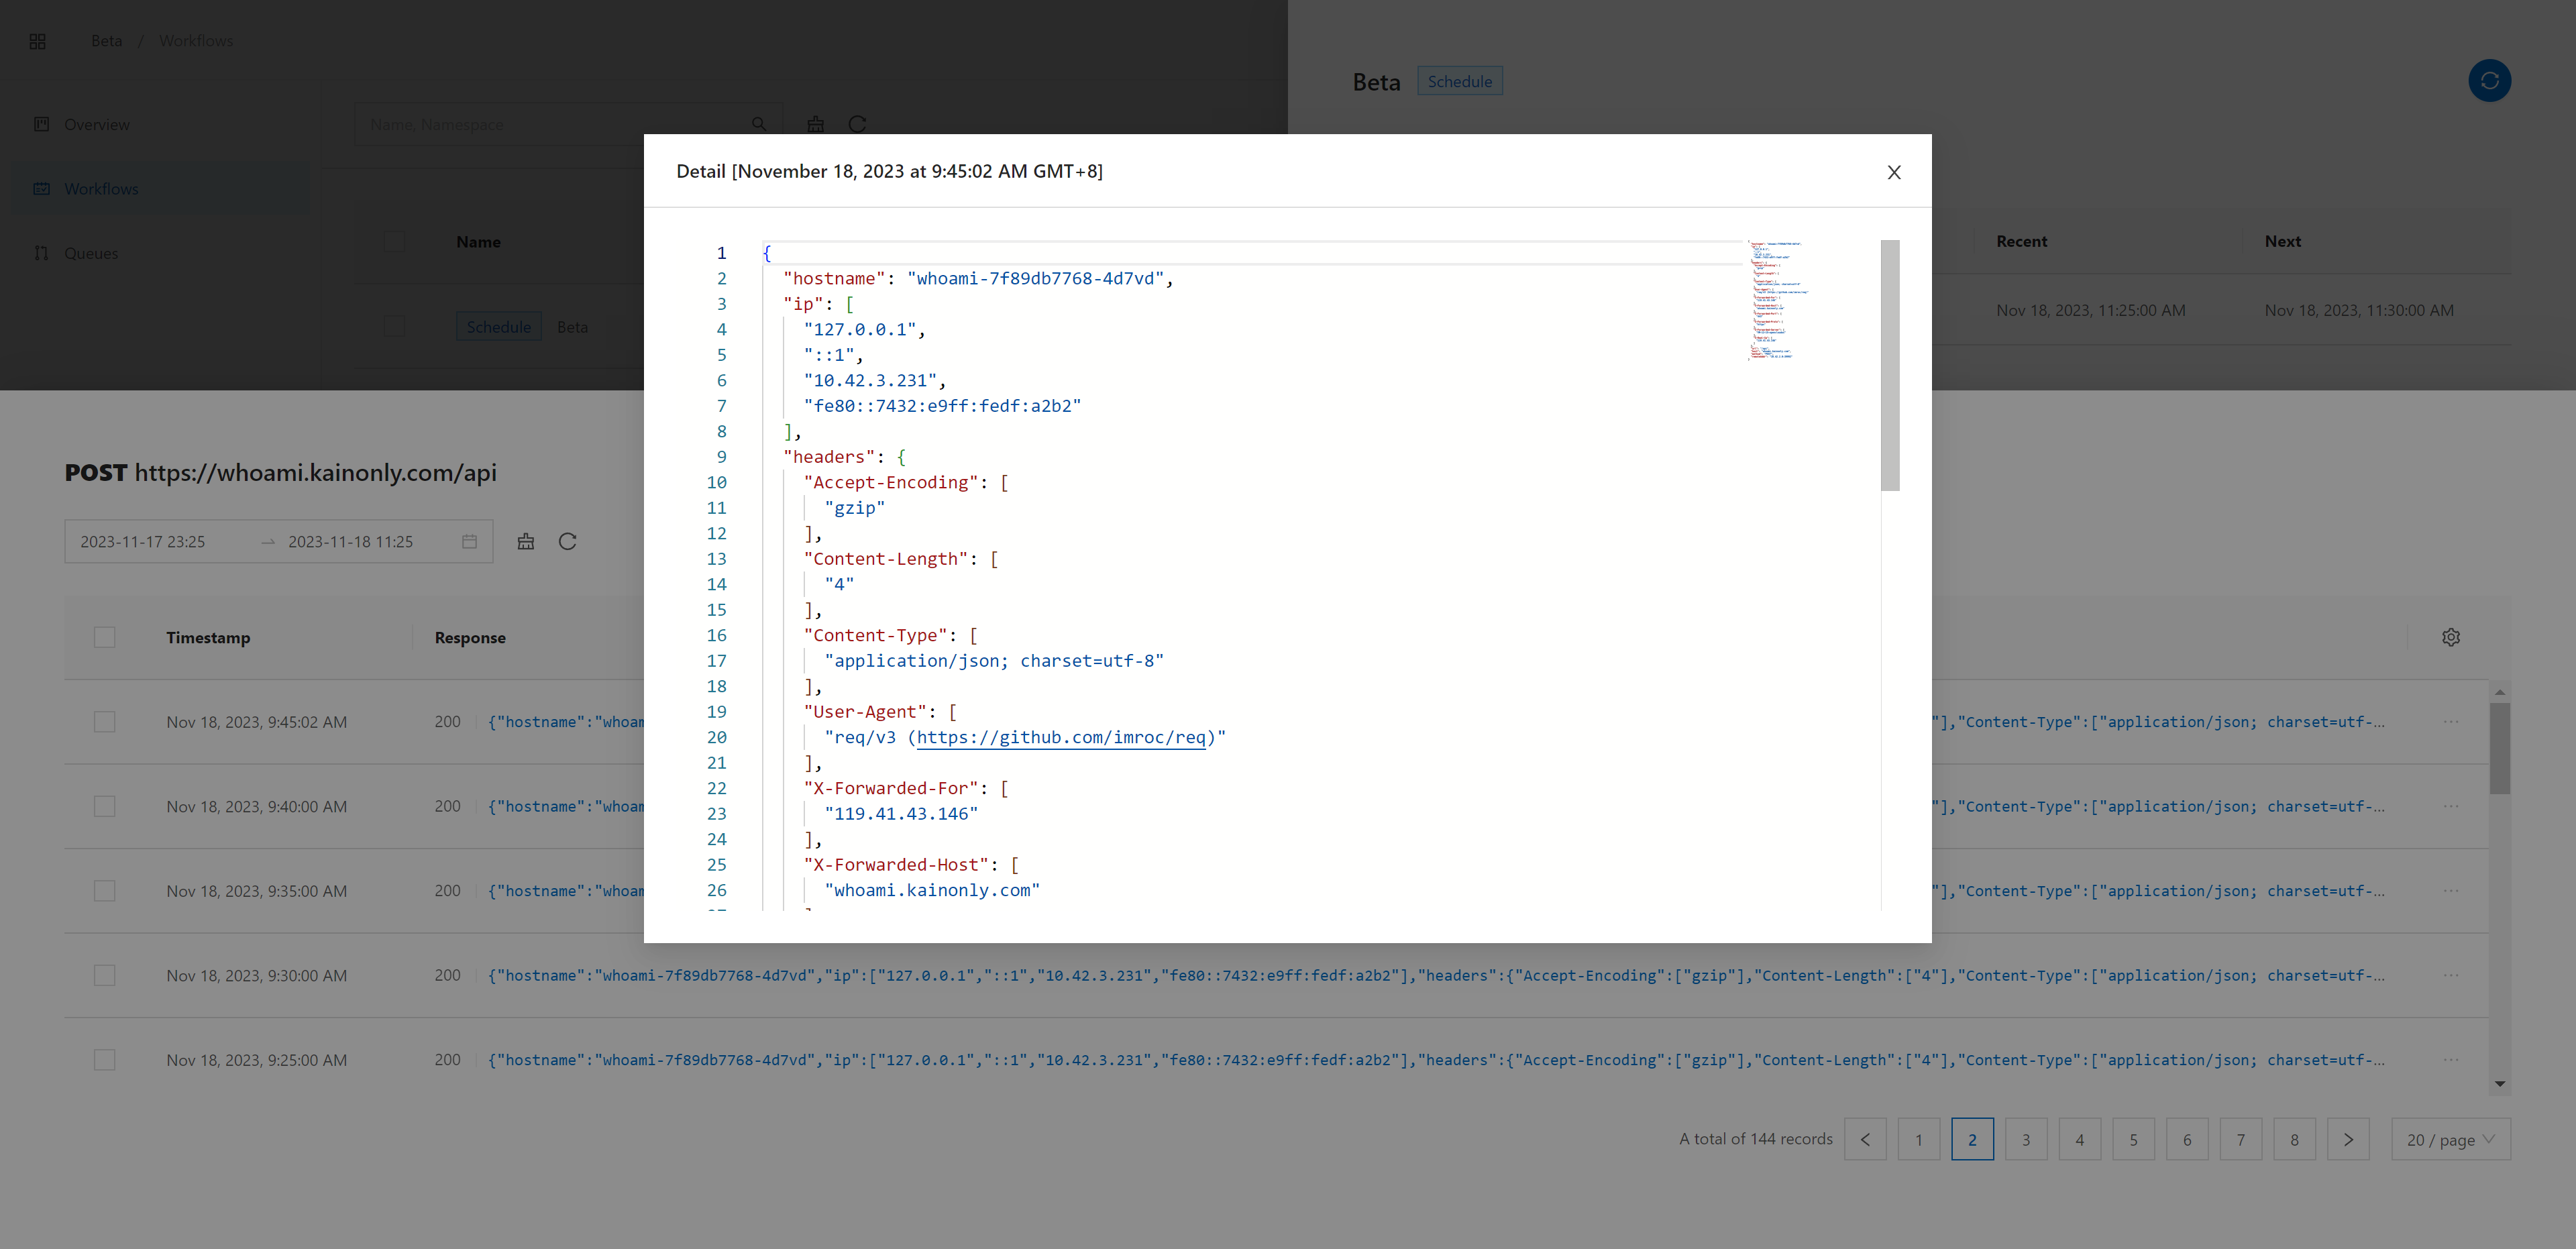 Beta / Workflows
Overview
Workflows
Queues
Name, Namespace
Name
Schedule Beta
Beta Schedule
Recent Next
Nov 18, 2023, 11:25:00 AM Nov 18, 2023, 11:30:00 AM
Detail [November 18, 2023 at 9:45:02 AM GMT+8]
1 {
2 "hostname": "whoami-7f89db7768-4d7vd",
3 "ip": [
4 "127.0.0.1",
5 "::1",
6 "10.42.3.231",
7 "fe80::7432:e9ff:fedf:a2b2"
8 ],
9 "headers": {
10 "Accept-Encoding": [
11 "gzip"
12 ],
13 "Content-Length": [
14 "4"
15 ],
16 "Content-Type": [
17 "application/json; charset=utf-8"
18 ],
19 "User-Agent": [
20 "req/v3 (https://github.com/imroc/req)"
21 ],
22 "X-Forwarded-For": [
23 "119.41.43.146"
24 ],
25 "X-Forwarded-Host": [
26 "whoami.kainonly.com"
POST https://whoami.kainonly.com/api
2023-11-17 23:25 → 2023-11-18 11:25
Timestamp Response
Nov 18, 2023, 9:45:02 AM 200 {"hostname":"whoam "],"Content-Type":["application/json; charset=utf-... ···
Nov 18, 2023, 9:40:00 AM 200 {"hostname":"whoam "],"Content-Type":["application/json; charset=utf-... ···
Nov 18, 2023, 9:35:00 AM 200 {"hostname":"whoam "],"Content-Type":["application/json; charset=utf-... ···
Nov 18, 2023, 9:30:00 AM 200 {"hostname":"whoami-7f89db7768-4d7vd","ip":["127.0.0.1","::1","10.42.3.231","fe80::7432:e9ff:fedf:a2b2"],"headers":{"Accept-Encoding":["gzip"],"Content-Length":["4"],"Content-Type":["application/json; charset=utf-... ···
Nov 18, 2023, 9:25:00 AM 200 {"hostname":"whoami-7f89db7768-4d7vd","ip":["127.0.0.1","::1","10.42.3.231","fe80::7432:e9ff:fedf:a2b2"],"headers":{"Accept-Encoding":["gzip"],"Content-Length":["4"],"Content-Type":["application/json; charset=utf-... ···
A total of 144 records < 1 2 3 4 5 6 7 8 > 20 / page